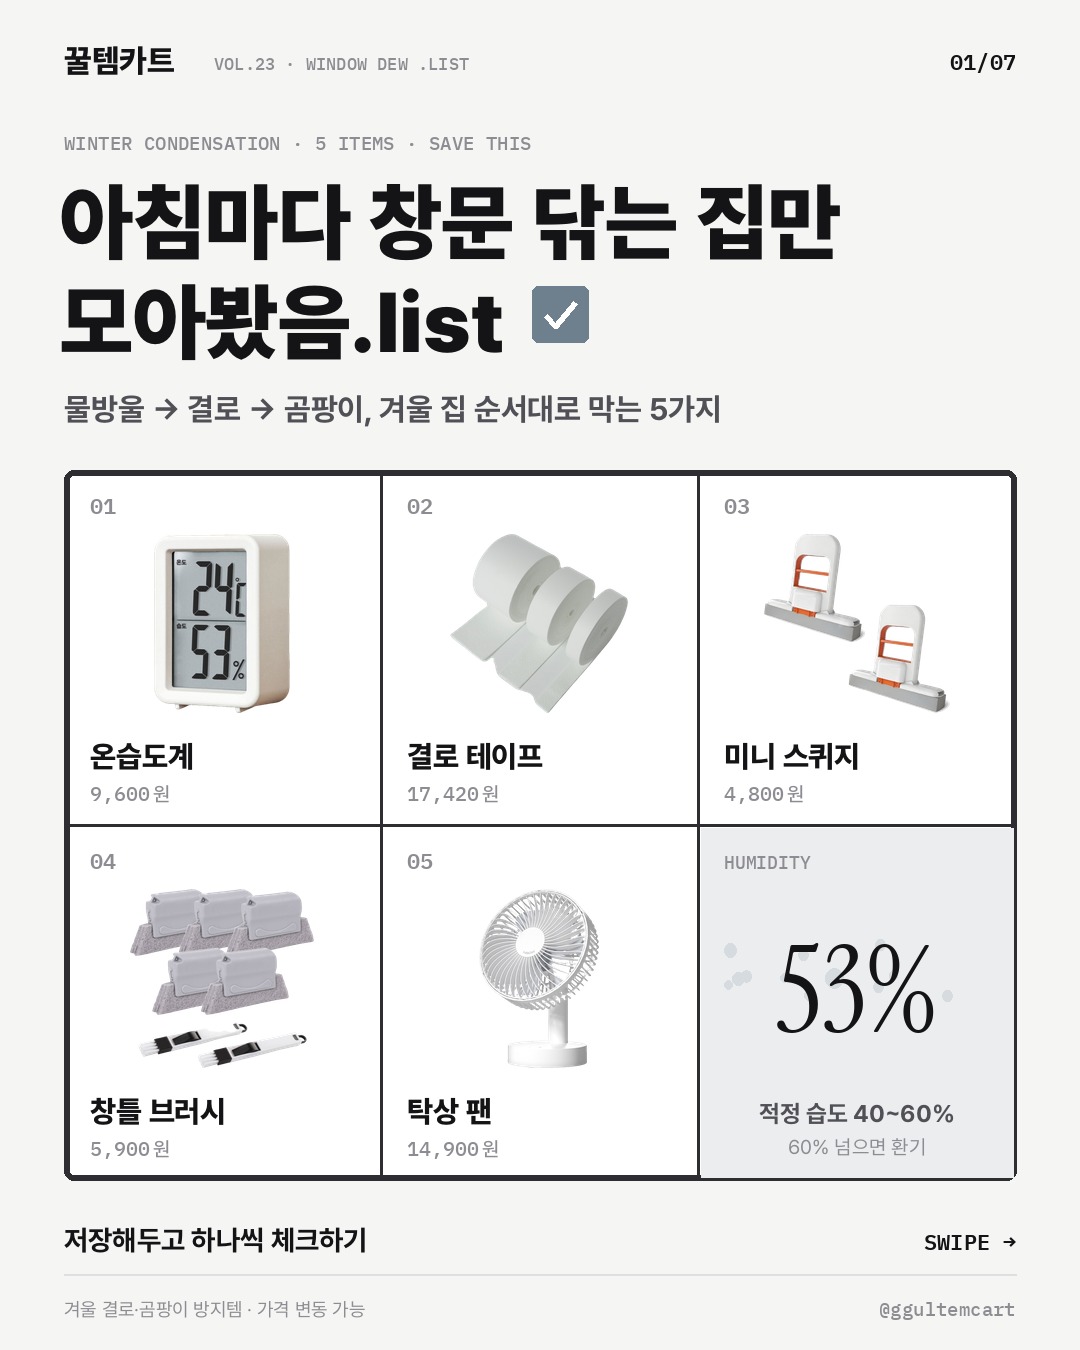 꿀템카트 VOL.23 · WINDOW DEW .LIST 01/07
WINTER CONDENSATION · 5 ITEMS · SAVE THIS
아침마다 창문 닦는 집만
모아봤음.list ☑
물방울 → 결로 → 곰팡이, 겨울 집 순서대로 막는 5가지
01
온도
24℃
습도
53%
온습도계
9,600원
02
결로 테이프
17,420원
03
미니 스퀴지
4,800원
04
창틀 브러시
5,900원
05
탁상 팬
14,900원
HUMIDITY
53%
적정 습도 40~60%
60% 넘으면 환기
저장해두고 하나씩 체크하기
SWIPE →
겨울 결로·곰팡이 방지템 · 가격 변동 가능
@ggultemcart